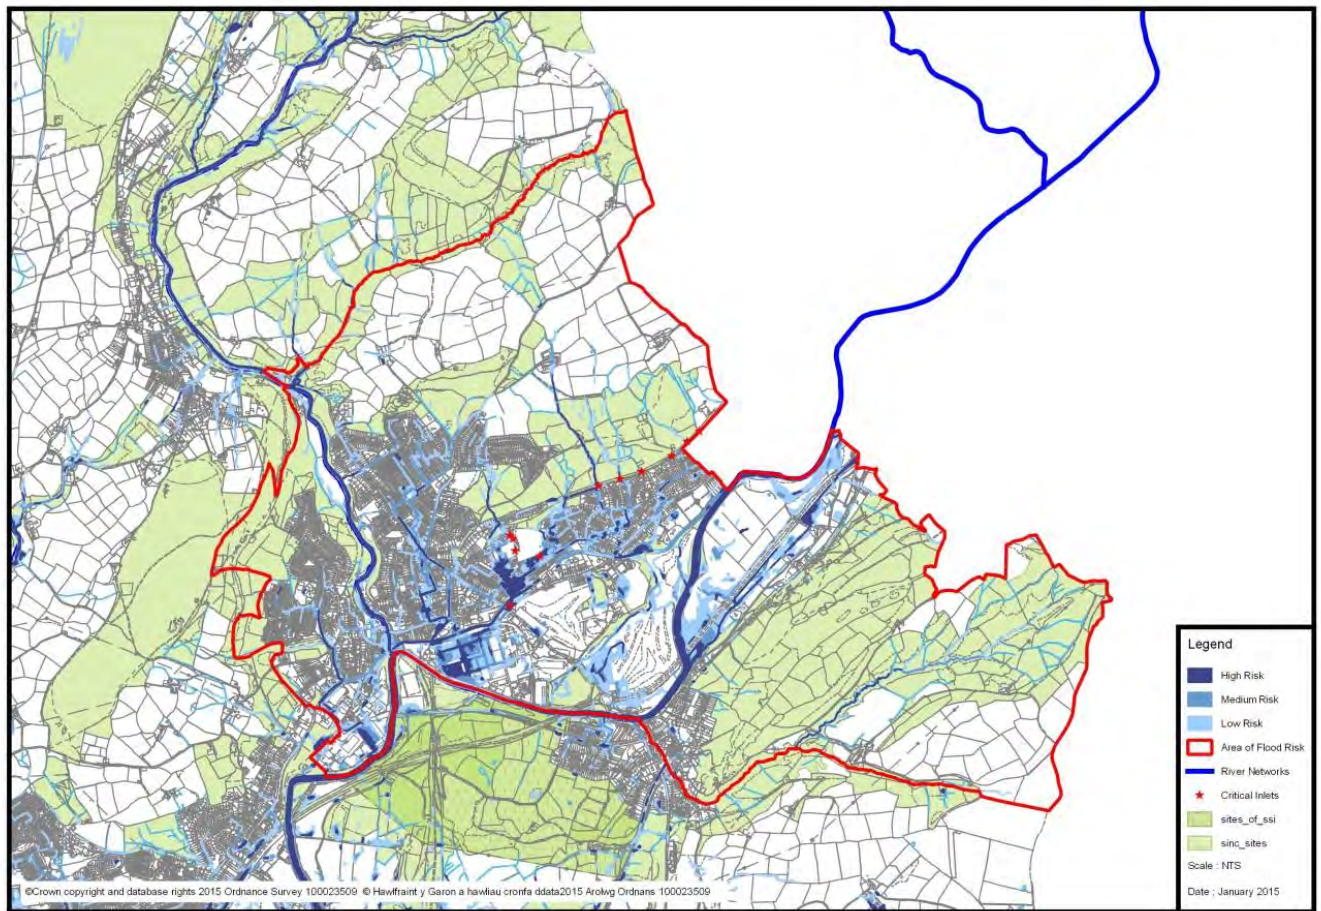 Legend
High Risk
Medium Risk
Low Risk
Area of Flood Risk
River Networks
Critical Inlets
sites_of_ssi
sinc_sites
Scale : NTS
Date : January 2015
©Crown copyright and database rights 2015 Ordnance Survey 100023509 © Hawlfraint y Garon a hawliau cronfa ddata2015 Arolwg Ordnans 100023509